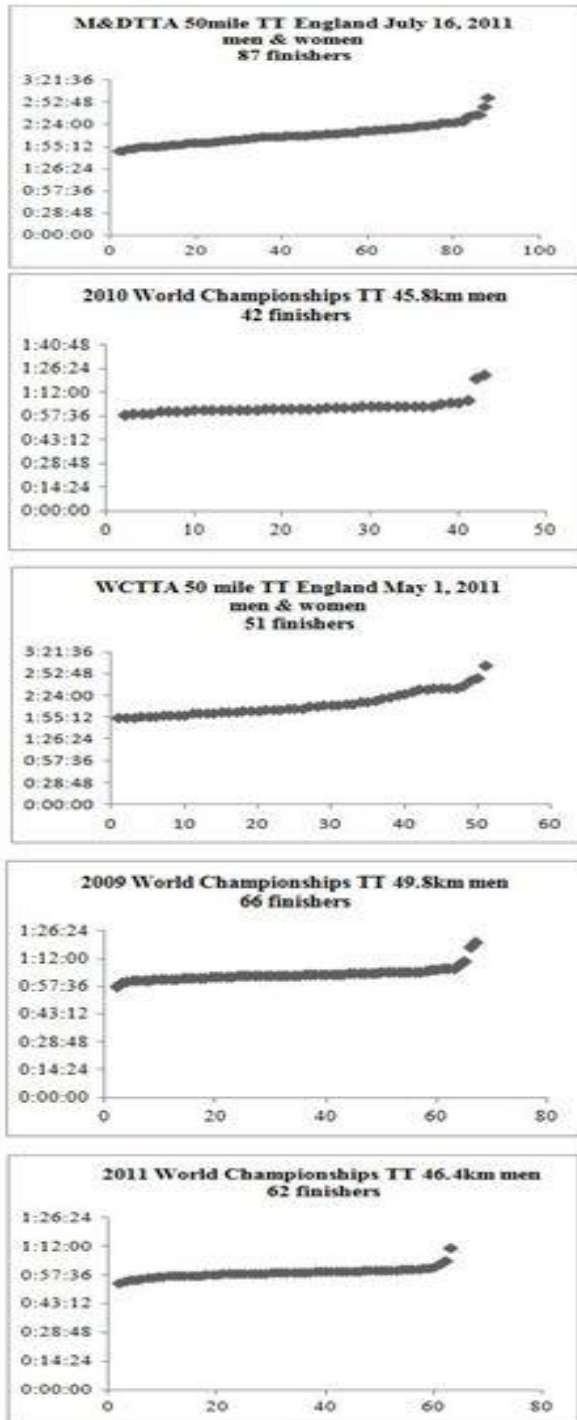 M&DTTA 50mile TT England July 16, 2011
men & women
87 finishers
3:21:36
2:52:48
2:24:00
1:55:12
1:26:24
0:57:36
0:28:48
0:00:00
0 20 40 60 80 100
2010 World Championships TT 45.8km men
42 finishers
1:40:48
1:26:24
1:12:00
0:57:36
0:43:12
0:28:48
0:14:24
0:00:00
0 10 20 30 40 50
WCTTA 50 mile TT England May 1, 2011
men & women
51 finishers
3:21:36
2:52:48
2:24:00
1:55:12
1:26:24
0:57:36
0:28:48
0:00:00
0 10 20 30 40 50 60
2009 World Championships TT 49.8km men
66 finishers
1:26:24
1:12:00
0:57:36
0:43:12
0:28:48
0:14:24
0:00:00
0 20 40 60 80
2011 World Championships TT 46.4km men
62 finishers
1:26:24
1:12:00
0:57:36
0:43:12
0:28:48
0:14:24
0:00:00
0 20 40 60 80